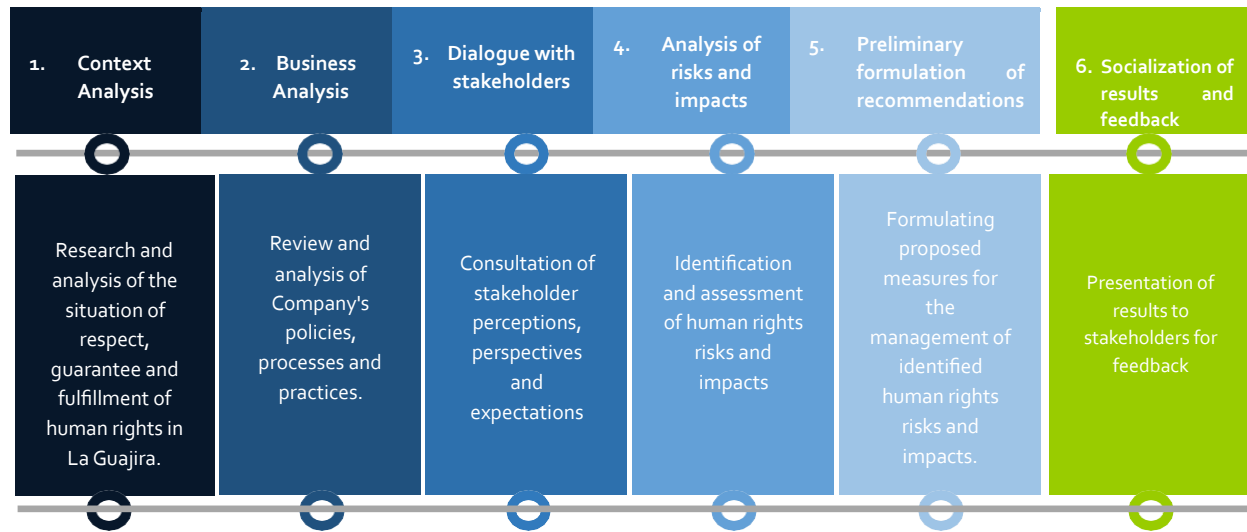 1. Context
Analysis
2. Business
Analysis
3. Dialogue with
stakeholders
4. Analysis of
risks and
impacts
5. Preliminary
formulation of
recommendations
6. Socialization of
results and
feedback
Research and
analysis of the
situation of
respect,
guarantee and
fulfillment of
human rights in
La Guajira.
Review and
analysis of
Company's
policies,
processes and
practices.
Consultation of
stakeholder
perceptions,
perspectives
and
expectations
Identification
and assessment
of human rights
risks and
impacts
Formulating
proposed
measures for
the
management of
identified
human rights
risks and
impacts.
Presentation of
results to
stakeholders for
feedback